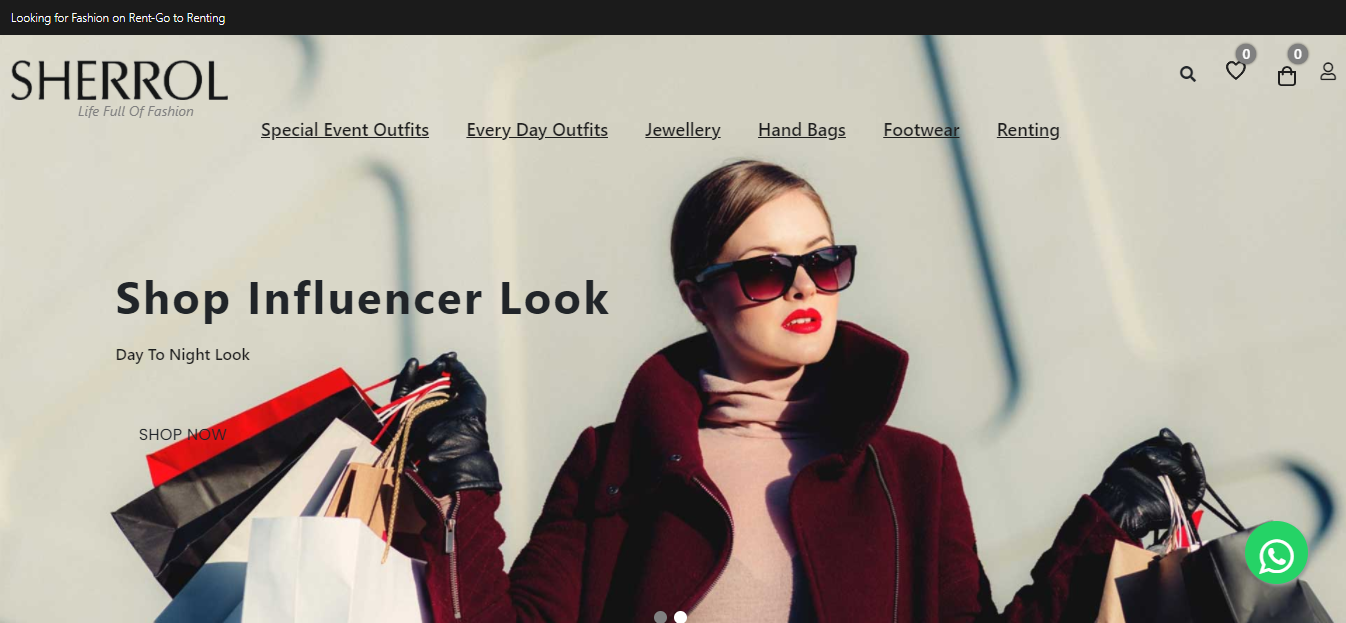 Looking for Fashion on Rent-Go to Renting
SHERROL
Life Full Of Fashion
0
0
Special Event Outfits Every Day Outfits Jewellery Hand Bags Footwear Renting
Shop Influencer Look
Day To Night Look
SHOP NOW